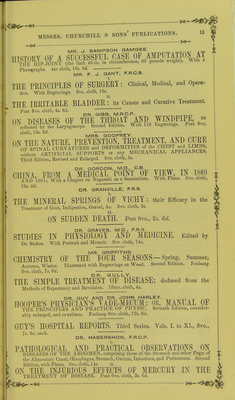 MESSRS. CHURCHILL & SONS' PUBLICATIONS. 13
MR. J. SAMPSON GAMGEE.
HISTORY OF A SUCCESSFUL CASE OF AMPUTATION AT
THE HIP-JOINT (the limb 48-in. in circumference, 99 pounds weight). With 4
Photographs. 4to cloth, 10s. 6d.
MR. F. J. GANT, F.R.C.S.
THE PRINCIPLES OF SURGERY: Clinical, Medical, and Opera-
tive. With Engravings. 8vo. cloth, 18s.
THE IRRITABLE BLADDER: its Causes and Curative Treatment.
Post 8vo. cloth, 4s. 6d.
DR. GIBB, M.R.C.P.
ON DISEASES OF THE THROAT AND WINDPIPE, as
reflected by the Laryngoscope. Second Edition. With 116 Engravings. Post 8vo.
cloth, 10s. 6d.
MRS. GODFREY.
ON THE NATURE, PREVENTION, TREATMENT, AND CURE
OF SPINAL CURVATURES and DEFORMITIES of the CHEST and LIMBS,
without ARTIFICIAL SUPPORTS or any MECHANICAL APPLIANCES.
Third Edition, Revised and Enlarged. 8vo. cloth, 5s.
DR. GORDON, M.D., C.B.
CHINA, FROM A MEDICAL POINT OF VIEW, IN 1860
AND 1861; With a Chapter on Nagasaki as a Sanatarium. With Plans. 8vo. cloth,
10s. 6d.
DR. GRANVILLE, F.R.S.
THE MINERAL SPRINGS OF VICHY: their Efficacy in the
Treatment of Gout, Indigestion, Gravel, &c. 8vo. cloth, 3s.
ON SUDDEN DEATH. Post 8vo., 2s. 6d.
DR. GRAVES, M.D., F.R.S.
STUDIES IN PHYSIOLOGY AND MEDICINE. Edited by
Dr. Stokes. With Portrait and Memoir. 8vo. cloth, 14s.
MR. GRIFFITHS.
CHEMISTRY OF THE FOUR SEASONS — Spring, Summer,
Autumn, Winter. Illustrated with Engravings on Wood. Second Edition. Foolscap
8vo. cloth, 7s. 6d.
DR. GULLY.
THE SIMPLE TREATMENT OF DISEASE; deduced from the
Methods of Expectancy and Revulsion. 18mo. cloth, 4s.
DR. GUY AND DR. JOHN HARLEY.
HOOPER'S PHYSICIAN'S VADE-MECUM; OR, MANUAL OF
THE PRINCIPLES AND PRACTICE OF PHYSIC. Seventh Edition, consider-
ably enlarged, and rewritten. Foolscap 8vo. cloth, 12s. 6d.
GUY'S HOSPITAL REPORTS. Third Series. Vols. I. to XI., 8vo.,
7s. 6d. each.
DR. HABERSHON, F.R.C.P.
PATHOLOGICAL AND PRACTICAL OBSERVATIONS ON
DISEASES OF THE ABDOMEN, comprising those of the Stomach and other Parts of
the Alimentary Canal, Œsophagus, Stomach, Cæcum, Intestines, and Peritoneum. Second
Edition, with Plates. 8vo. cloth, 14s.
ON THE INJURIOUS EFFECTS OF MERCURY IN THE
TREATMENT OF DISEASE. Post 8vo. cloth, 3s. 6d.